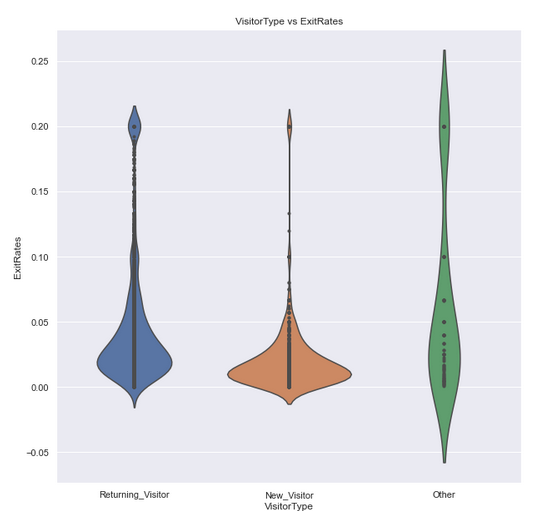 VisitorType vs ExitRates
0.25
0.20
0.15
0.10
0.05
0.00
−0.05
ExitRates
Returning_Visitor New_Visitor Other
VisitorType